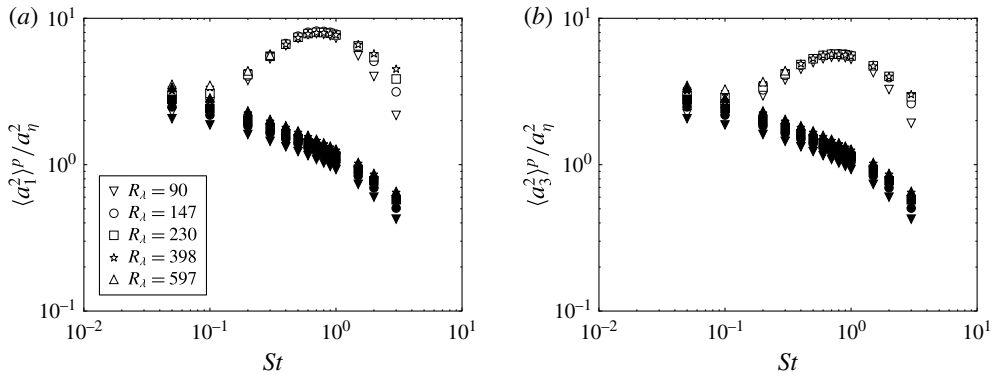 (a)
10^1
10^0
10^{-1}
⟨a_1^2⟩^p/a_η^2
R_λ = 90
R_λ = 147
R_λ = 230
R_λ = 398
R_λ = 597
10^{-2} 10^{-1} 10^0 10^1
St
(b)
10^1
10^0
10^{-1}
⟨a_3^2⟩^p/a_η^2
10^{-2} 10^{-1} 10^0 10^1
St